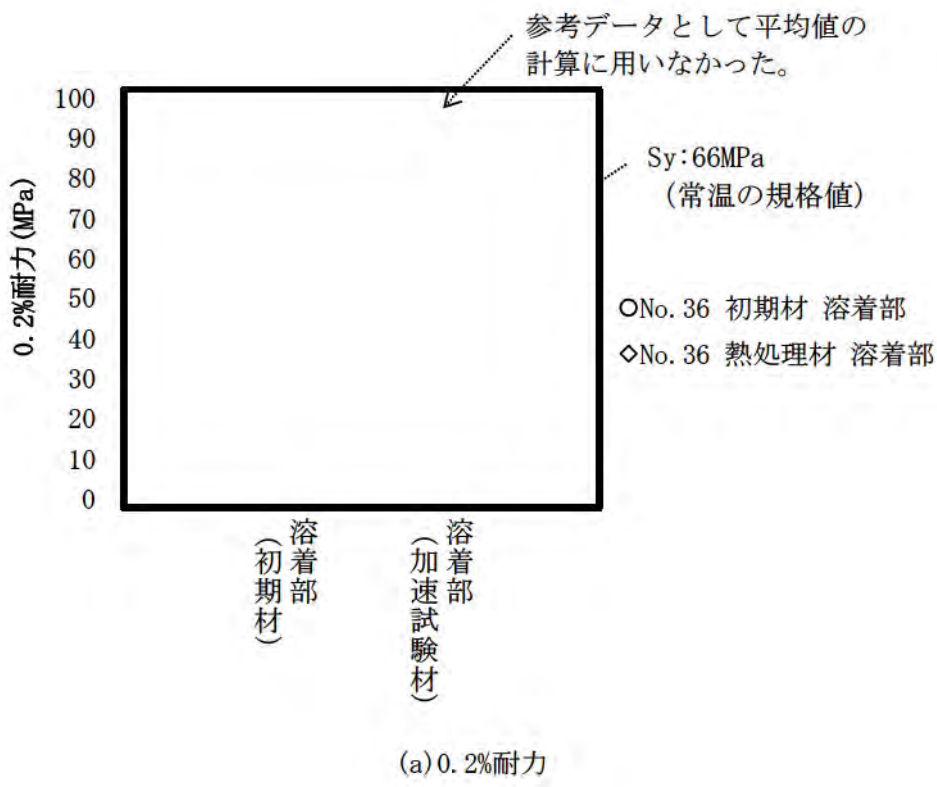 参考データとして平均値の
計算に用いなかった。
100
90
80
70
60
50
40
30
20
10
0
0.2%耐力(MPa)
Sy:66MPa
(常温の規格値)
○No.36 初期材 溶着部
◇No.36 熱処理材 溶着部
溶着部
(初期材)
溶着部
(加速試験材)
(a)0.2%耐力